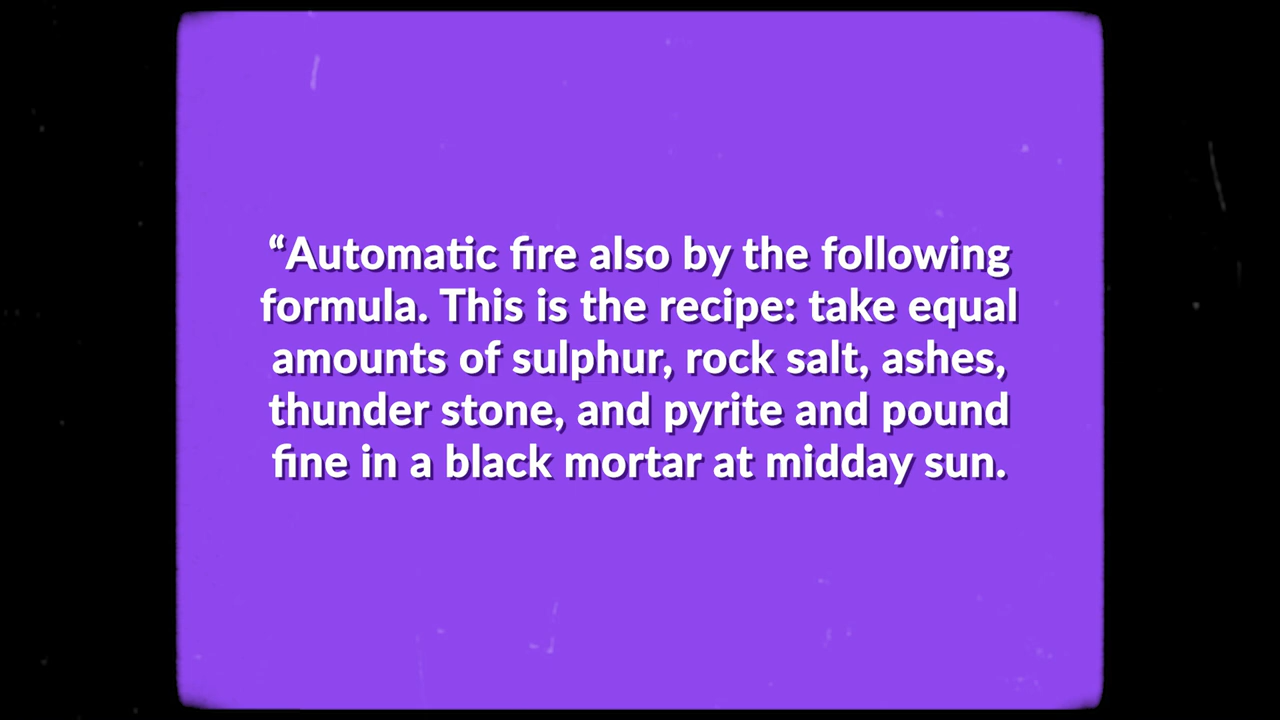 “Automatic fire also by the following
formula. This is the recipe: take equal
amounts of sulphur, rock salt, ashes,
thunder stone, and pyrite and pound
fine in a black mortar at midday sun.